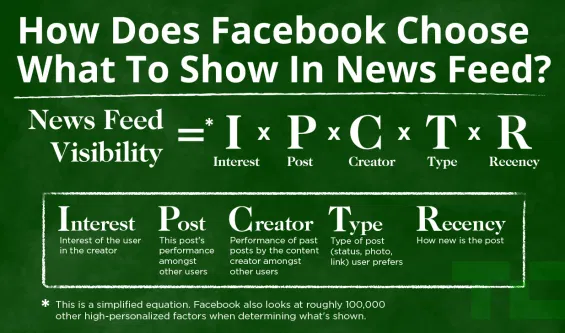 How Does Facebook Choose
What To Show In News Feed?
News Feed
Visibility
=* I x P x C x T x R
Interest Post Creator Type Recency
Interest
Interest of the user
in the creator
Post
This post's
performance
amongst
other users
Creator
Performance of past
posts by the content
creator amongst
other users
Type
Type of post
(status, photo,
link) user prefers
Recency
How new is the post
* This is a simplified equation. Facebook also looks at roughly 100,000
other high-personalized factors when determining what's shown.
TC